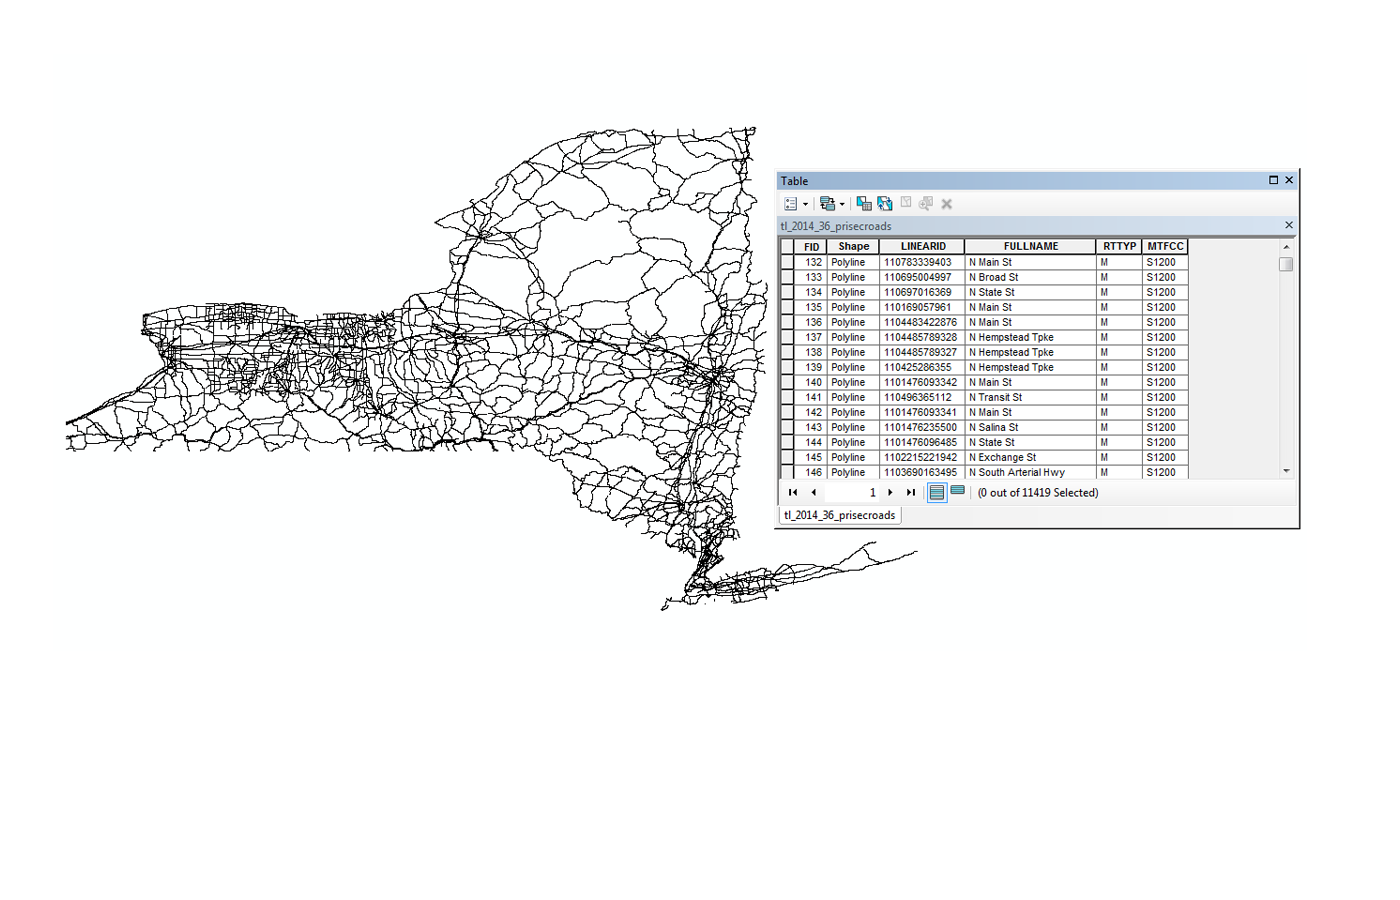 Table
tl_2014_36_prisecroads
FID Shape LINEARID FULLNAME RTTYP MTFCC
132 Polyline 110783339403 N Main St M S1200
133 Polyline 110695004997 N Broad St M S1200
134 Polyline 110697016369 N State St M S1200
135 Polyline 110169057961 N Main St M S1200
136 Polyline 1104483422876 N Main St M S1200
137 Polyline 1104485789328 N Hempstead Tpke M S1200
138 Polyline 1104485789327 N Hempstead Tpke M S1200
139 Polyline 110425286355 N Hempstead Tpke M S1200
140 Polyline 1101476093342 N Main St M S1200
141 Polyline 110496365112 N Transit St M S1200
142 Polyline 1101476093341 N Main St M S1200
143 Polyline 1101476235500 N Salina St M S1200
144 Polyline 1101476096485 N State St M S1200
145 Polyline 1102215221942 N Exchange St M S1200
146 Polyline 1103690163495 N South Arterial Hwy M S1200
1 (0 out of 11419 Selected)
tl_2014_36_prisecroads